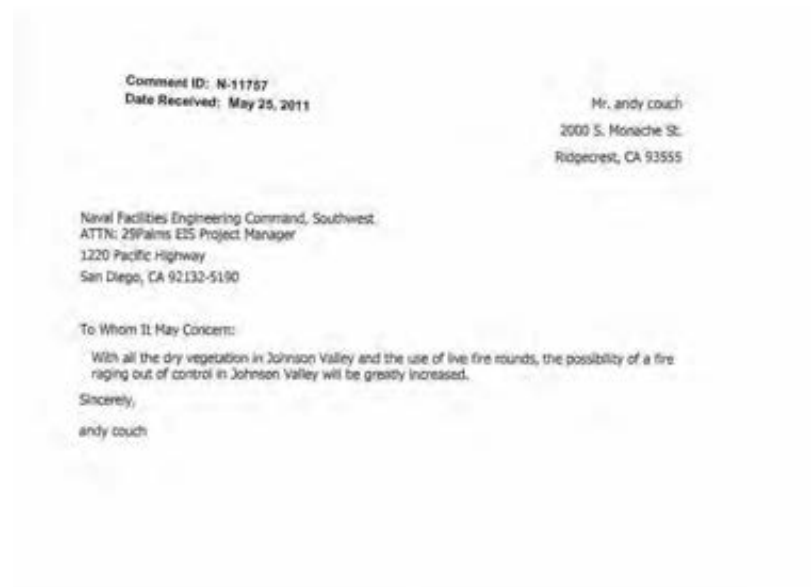 Comment ID: N-11757
Date Received: May 25, 2011
Mr. andy couch
2000 S. Monache St.
Ridgecrest, CA 93555
Naval Facilities Engineering Command, Southwest
ATTN: 29Palms EIS Project Manager
1220 Pacific Highway
San Diego, CA 92132-5190
To Whom It May Concern:
With all the dry vegetation in Johnson Valley and the use of live fire rounds, the possibility of a fire
raging out of control in Johnson Valley will be greatly increased.
Sincerely,
andy couch